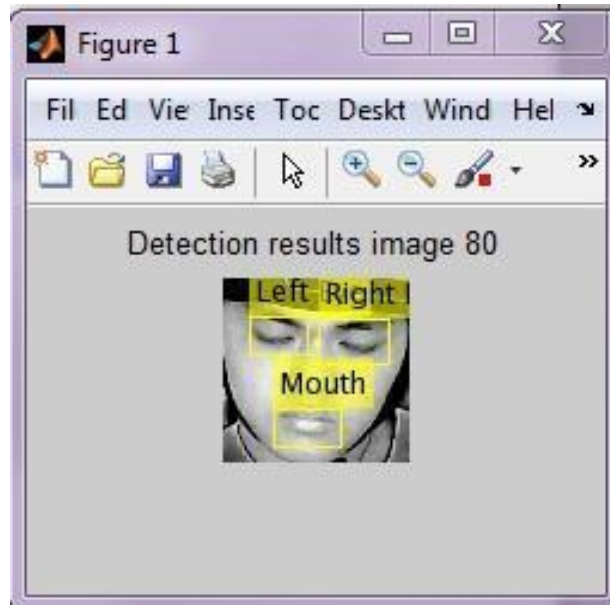 Figure 1
Fil Ed Vie Inse Toc Deskt Wind Hel
Detection results image 80
Left Right
Mouth